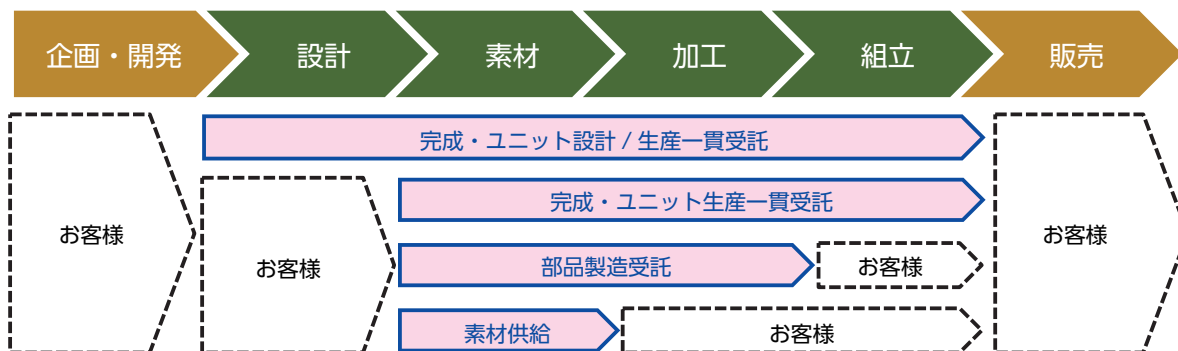 企画・開発
設計
素材
加工
組立
販売
完成・ユニット設計 / 生産一貫受託
完成・ユニット生産一貫受託
お客様
お客様
部品製造受託
お客様
お客様
素材供給
お客様